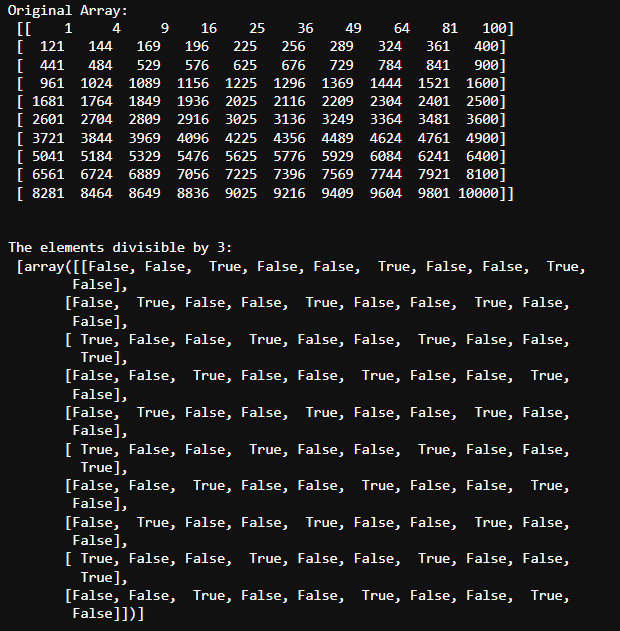 Original Array:
[[    1     4     9    16    25    36    49    64    81   100]
[  121   144   169   196   225   256   289   324   361   400]
[  441   484   529   576   625   676   729   784   841   900]
[  961  1024  1089  1156  1225  1296  1369  1444  1521  1600]
[ 1681  1764  1849  1936  2025  2116  2209  2304  2401  2500]
[ 2601  2704  2809  2916  3025  3136  3249  3364  3481  3600]
[ 3721  3844  3969  4096  4225  4356  4489  4624  4761  4900]
[ 5041  5184  5329  5476  5625  5776  5929  6084  6241  6400]
[ 6561  6724  6889  7056  7225  7396  7569  7744  7921  8100]
[ 8281  8464  8649  8836  9025  9216  9409  9604  9801 10000]]
The elements divisible by 3:
[array([[False, False,  True, False, False,  True, False, False,  True,
False],
[False,  True, False, False,  True, False, False,  True, False,
False],
[ True, False, False,  True, False, False,  True, False, False,
True],
[False, False,  True, False, False,  True, False, False,  True,
False],
[False,  True, False, False,  True, False, False,  True, False,
False],
[ True, False, False,  True, False, False,  True, False, False,
True],
[False, False,  True, False, False,  True, False, False,  True,
False],
[False,  True, False, False,  True, False, False,  True, False,
False],
[ True, False, False,  True, False, False,  True, False, False,
True],
[False, False,  True, False, False,  True, False, False,  True,
False]])]